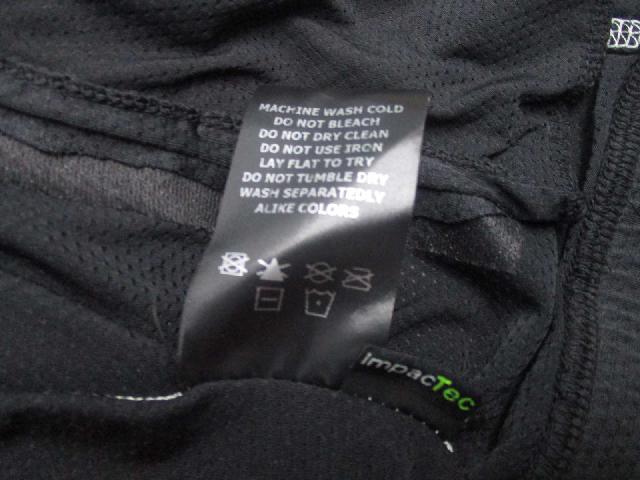 MACHINE WASH COLD
DO NOT BLEACH
DO NOT DRY CLEAN
DO NOT USE IRON
LAY FLAT TO TRY
DO NOT TUMBLE DRY
WASH SEPARATEDLY
ALIKE COLORS
ImpacTec